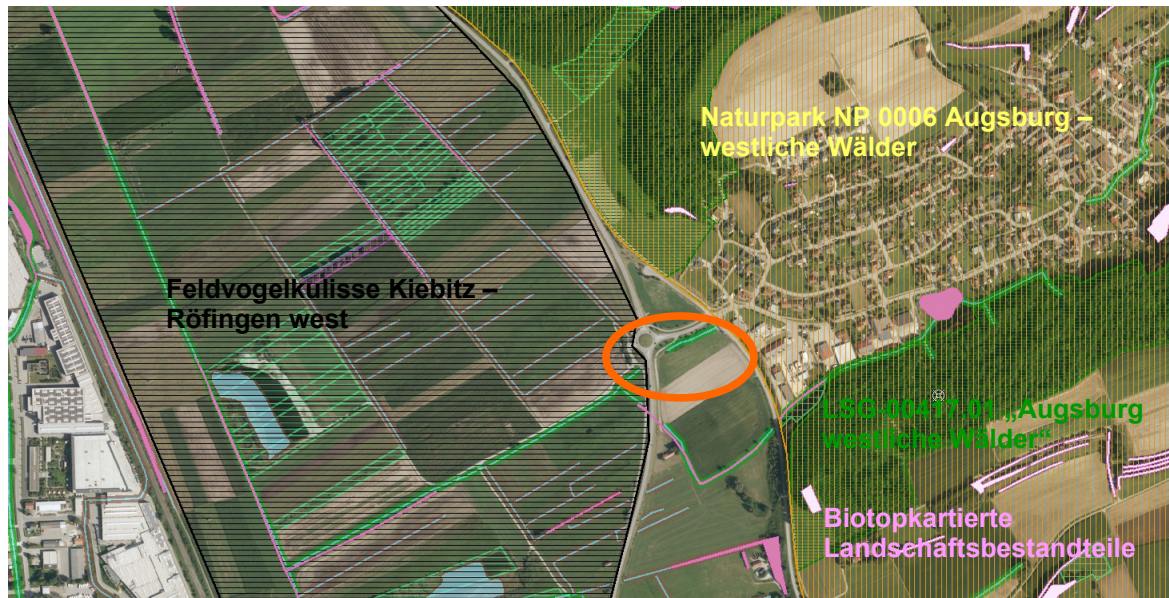 Naturpark NP 0006 Augsburg –
westliche Wälder
Feldvogelkulisse Kiebitz –
Röfingen west
LSG-00417.01 „Augsburg
westliche Wälder“
Biotopkartierte
Landschaftsbestandteile